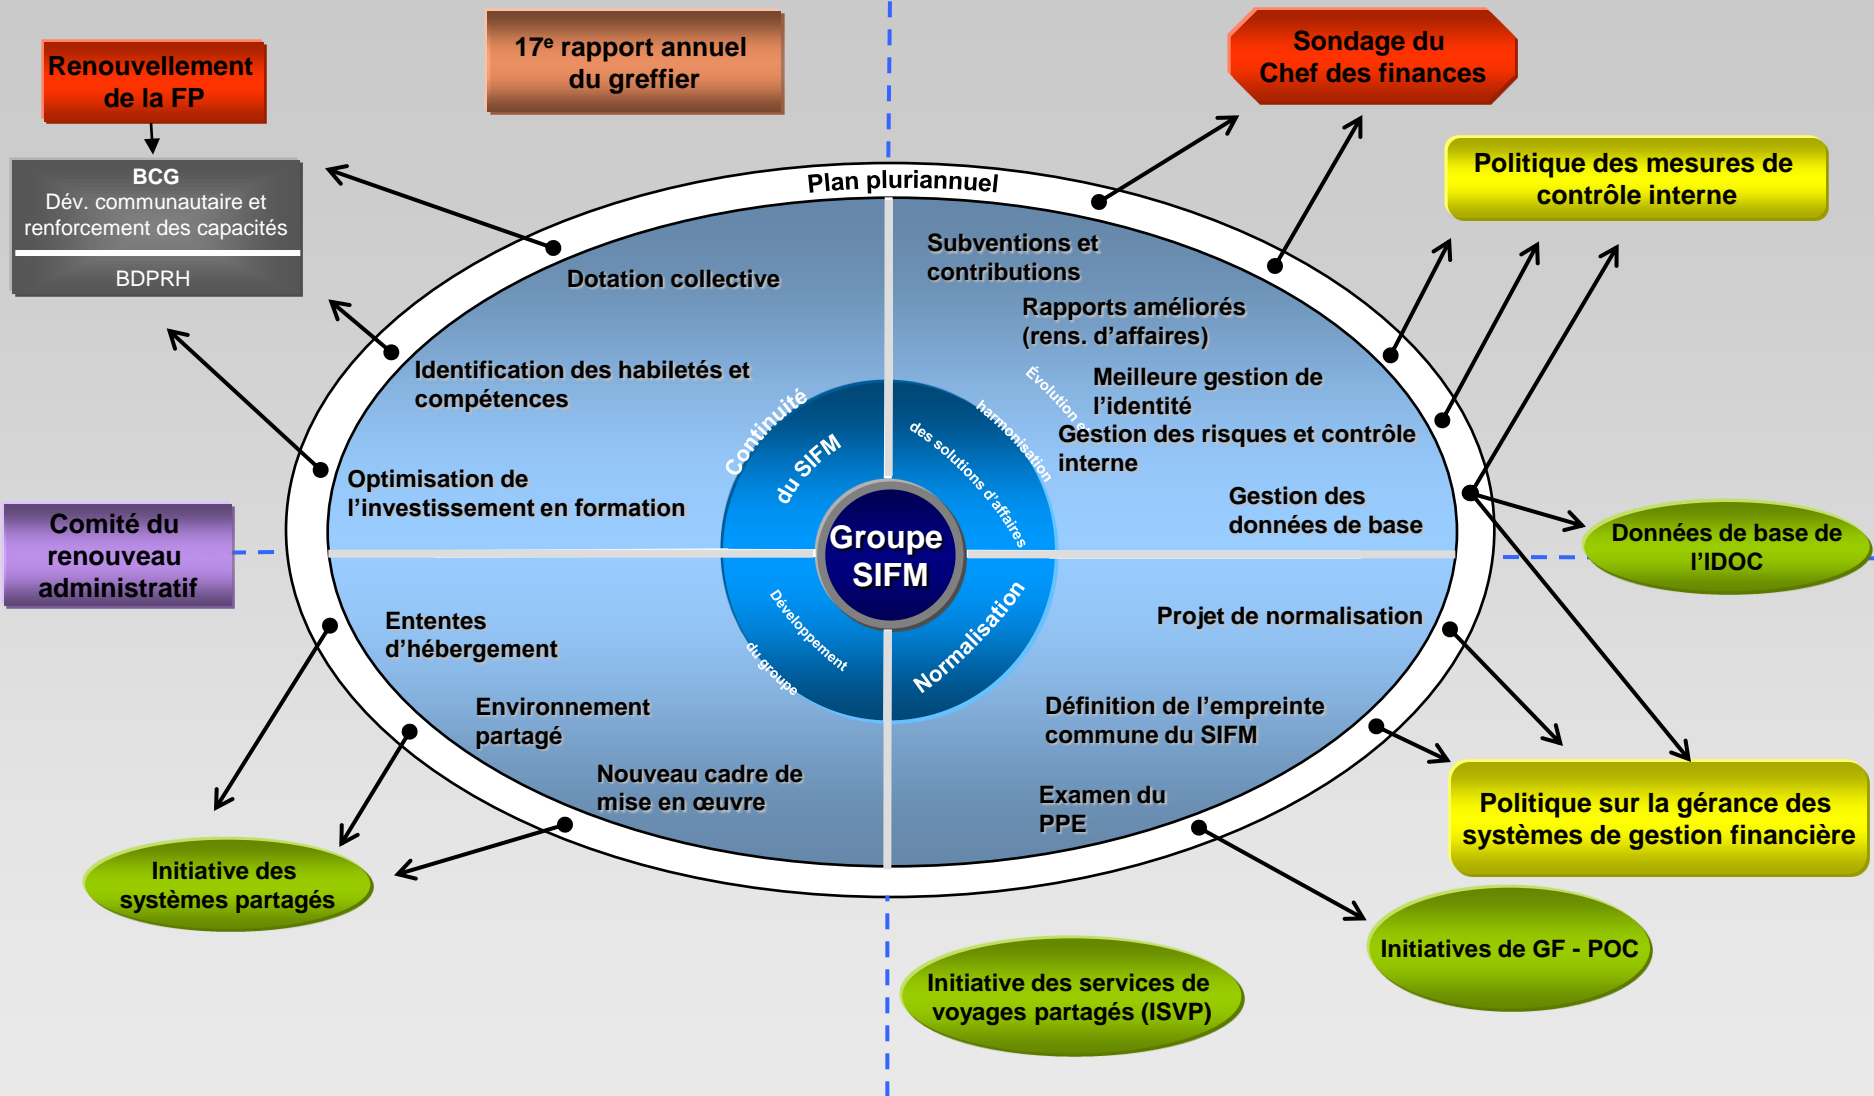 17e rapport annuel
du greffier
Sondage du
Chef des finances
Renouvellement
de la FP
BCG
Dév. communautaire et
renforcement des capacités
BDPRH
Politique des mesures de
contrôle interne
Plan pluriannuel
Dotation collective
Identification des habiletés et
compétences
Optimisation de
l’investissement en formation
Subventions et
contributions
Rapports améliorés
(rens. d’affaires)
Meilleure gestion de
l’identité
Gestion des risques et contrôle
interne
Gestion des
données de base
Continuité
du SIFM
Évolution e
harmonisation
des solutions d’affaires
Groupe
SIFM
Développement
du groupe
Normalisation
Comité du
renouveau
administratif
Données de base de
l’IDOC
Ententes
d’hébergement
Environnement
partagé
Nouveau cadre de
mise en œuvre
Projet de normalisation
Définition de l’empreinte
commune du SIFM
Examen du
PPE
Politique sur la gérance des
systèmes de gestion financière
Initiative des
systèmes partagés
Initiatives de GF - POC
Initiative des services de
voyages partagés (ISVP)